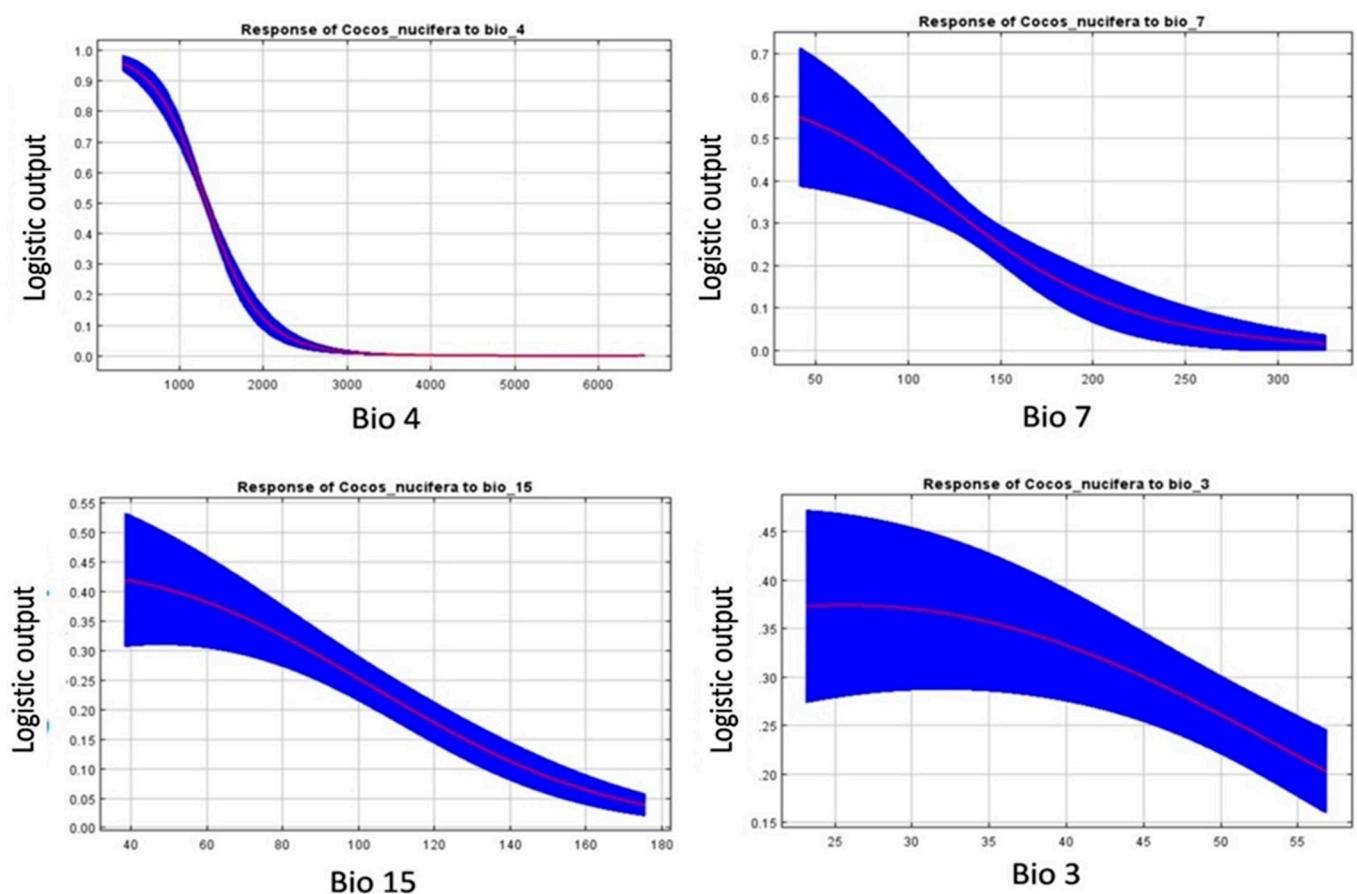 Response of Cocos_nucifera to bio_4
1.0
0.9
0.8
0.7
0.6
0.5
0.4
0.3
0.2
0.1
0.0
Logistic output
1000 2000 3000 4000 5000 6000
Bio 4
Response of Cocos_nucifera to bio_7
0.7
0.6
0.5
0.4
0.3
0.2
0.1
0.0
Logistic output
50 100 150 200 250 300
Bio 7
Response of Cocos_nucifera to bio_15
0.55
0.50
0.45
0.40
0.35
0.30
0.25
0.20
0.15
0.10
0.05
0.00
Logistic output
40 60 80 100 120 140 160 180
Bio 15
Response of Cocos_nucifera to bio_3
.45
.40
.35
.30
.25
.20
0.15
Logistic output
25 30 35 40 45 50 55
Bio 3